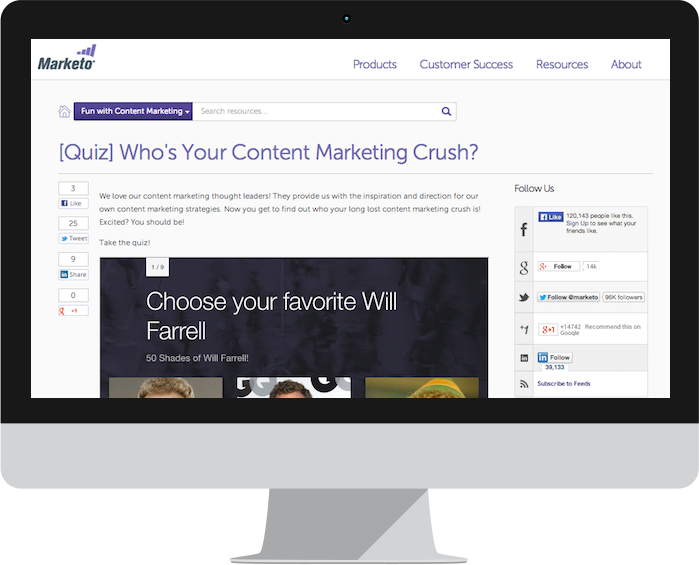 Marketo
Products Customer Success Resources About
Fun with Content Marketing Search resources...
[Quiz] Who's Your Content Marketing Crush?
3
Like
25
Tweet
9
Share
0
+1
We love our content marketing thought leaders! They provide us with the inspiration and direction for our
own content marketing strategies. Now you get to find out who your long lost content marketing crush is!
Excited? You should be!
Take the quiz!
1 / 9
Choose your favorite Will
Farrell
50 Shades of Will Farrell!
GQ
Follow Us
Like 120,143 people like this.
Sign Up to see what your
friends like.
Follow 14k
Follow @marketo 96K followers
+1 +14742 Recommend this on
Google
in Follow
39,133
Subscribe to Feeds